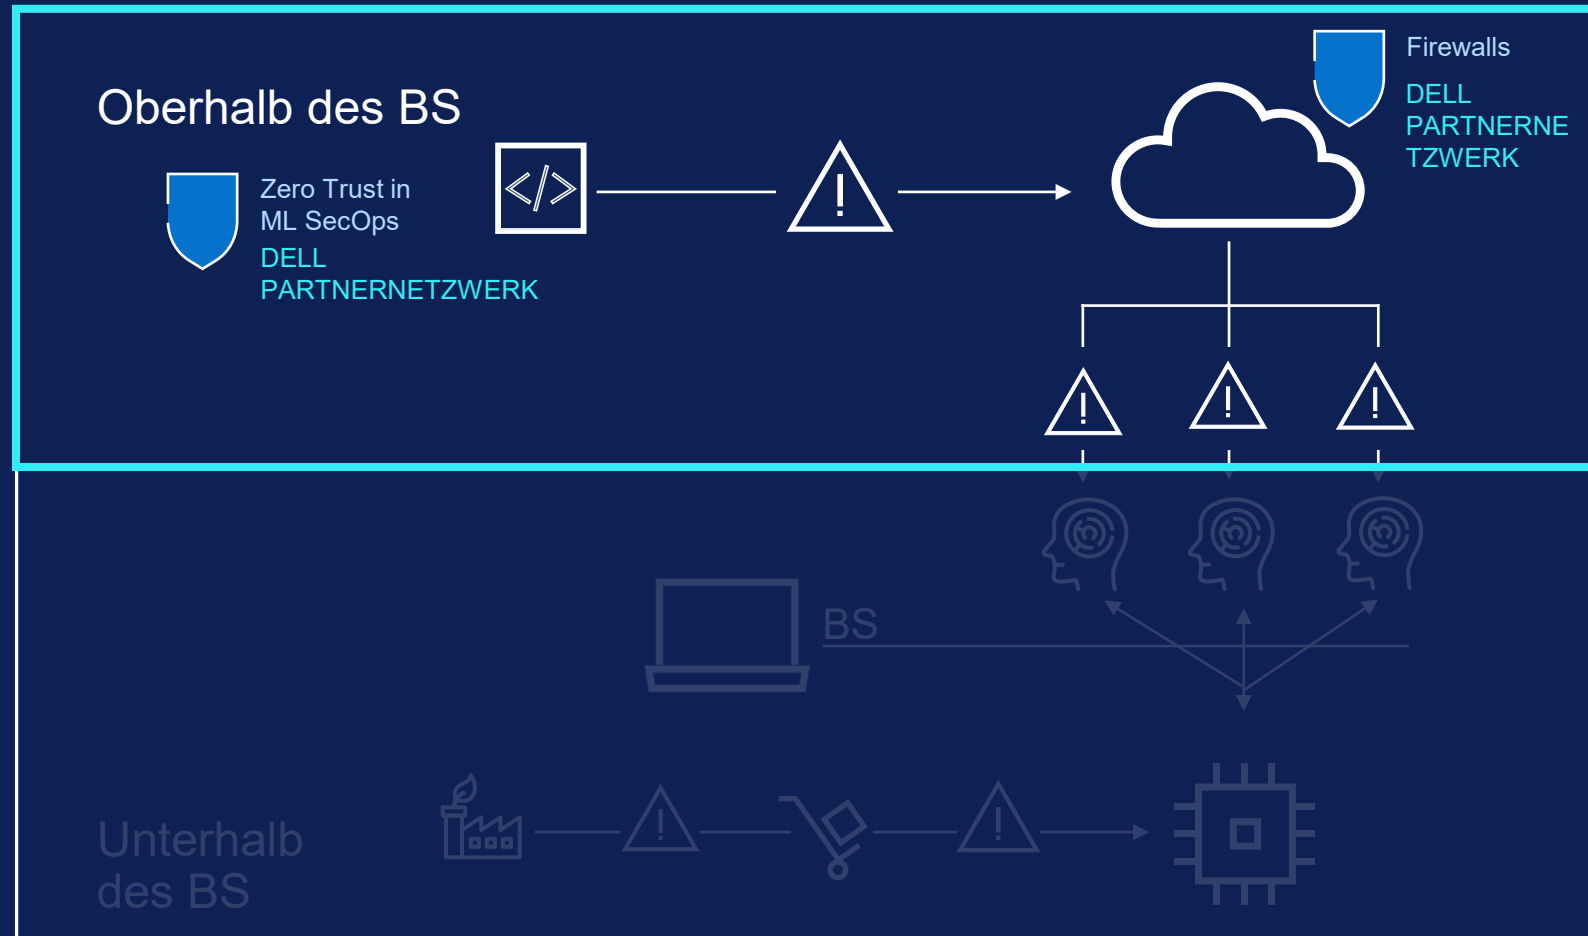 Firewalls
DELL
PARTNERNE
TZWERK
Oberhalb des BS
Zero Trust in
ML SecOps
DELL
PARTNERNETZWERK
</>
BS
Unterhalb
des BS